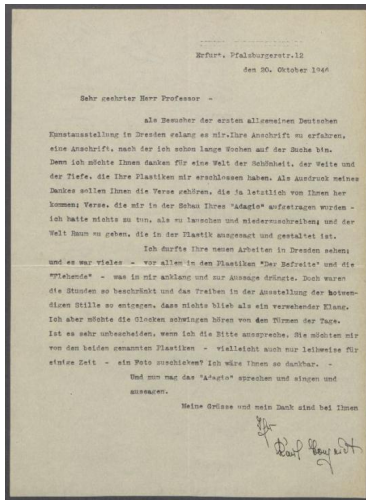 Erfurt, Pfalzburgerstr.12
den 20. Oktober 1946
Sehr geehrter Herr Professor -
als Besucher der ersten allgemeinen Deutschen
Kunstausstellung in Dresden gelang es mir,Ihre Anschrift zu erfahren,
eine Anschrift, nach der ich schon lange Wochen auf der Suche bin.
Denn ich möchte Ihnen danken für eine Welt der Schönheit, der Weite und
der Tiefe, die Ihre Plastiken mir erschlossen haben. Als Ausdruck meines
Dankes sollen Ihnen die Verse gehören, die ja letztlich von Ihnen her
kommen; Verse, die mir in der Schau Ihres "Adagio" aufgetragen wurden -
ich hatte nichts zu tun, als zu lauschen und niederzuschreiben; und der
Welt Raum zu geben, die in der Plastik ausgesagt und gestaltet ist.
Ich durfte Ihre neuen Arbeiten in Dresden sehen;
und es war vieles - vor allem in den Plastiken "Der Befreite" und die
"Flehende" - was in mir anklang und zur Aussage drängte. Doch waren
die Stunden so beschränkt und das Treiben in der Ausstellung der notwen-
digen Stille so entgegen, dass nichts blieb als ein verwehender Klang.
Ich aber möchte die Glocken schwingen hören von den Türmen der Tage.
Ist es sehr unbescheiden, wenn ich die Bitte ausspreche, Sie möchten mir
von den beiden genannten Plastiken - vielleicht auch nur leihweise für
einige Zeit - ein Foto zuschicken? Ich wäre Ihnen so dankbar. -
Und nun mag das "Adagio" sprechen und singen und
aussagen.
Meine Grüsse und mein Dank sind bei Ihnen
Ihr